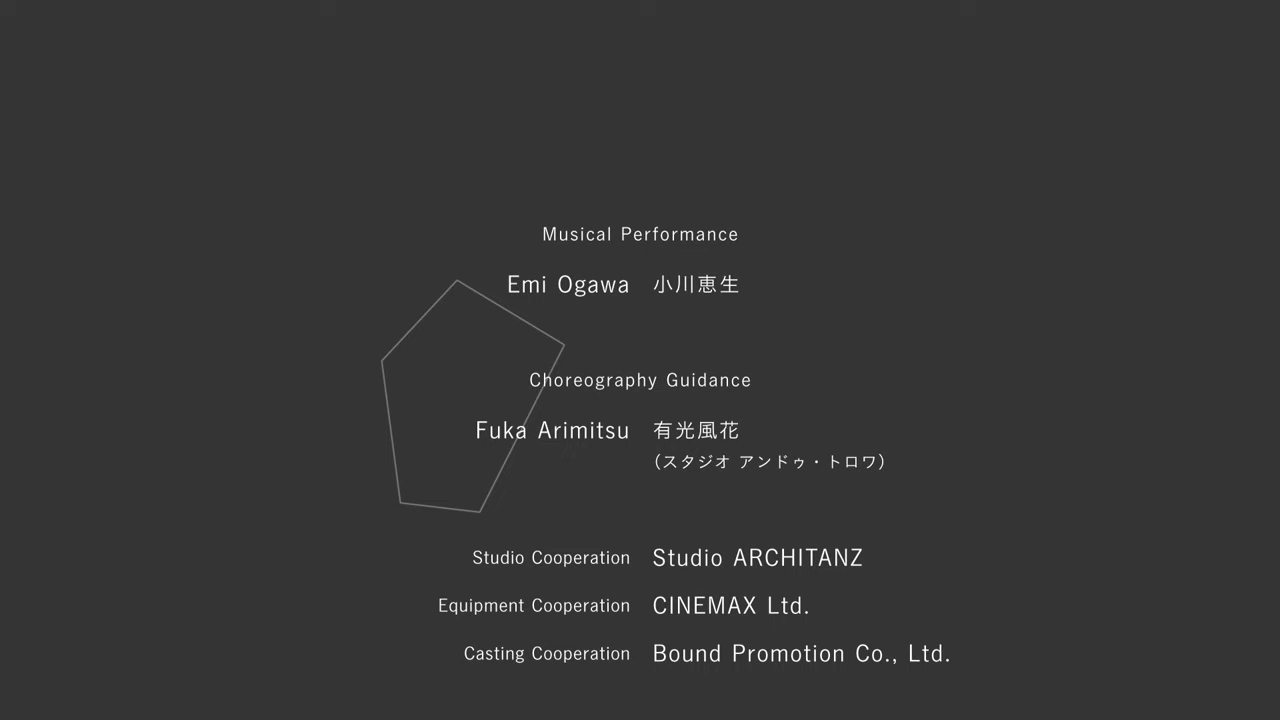 Musical Performance
Emi Ogawa 小川恵生
Choreography Guidance
Fuka Arimitsu 有光風花
(スタジオ アンドゥ・トロワ)
Studio Cooperation Studio ARCHITANZ
Equipment Cooperation CINEMAX Ltd.
Casting Cooperation Bound Promotion Co., Ltd.